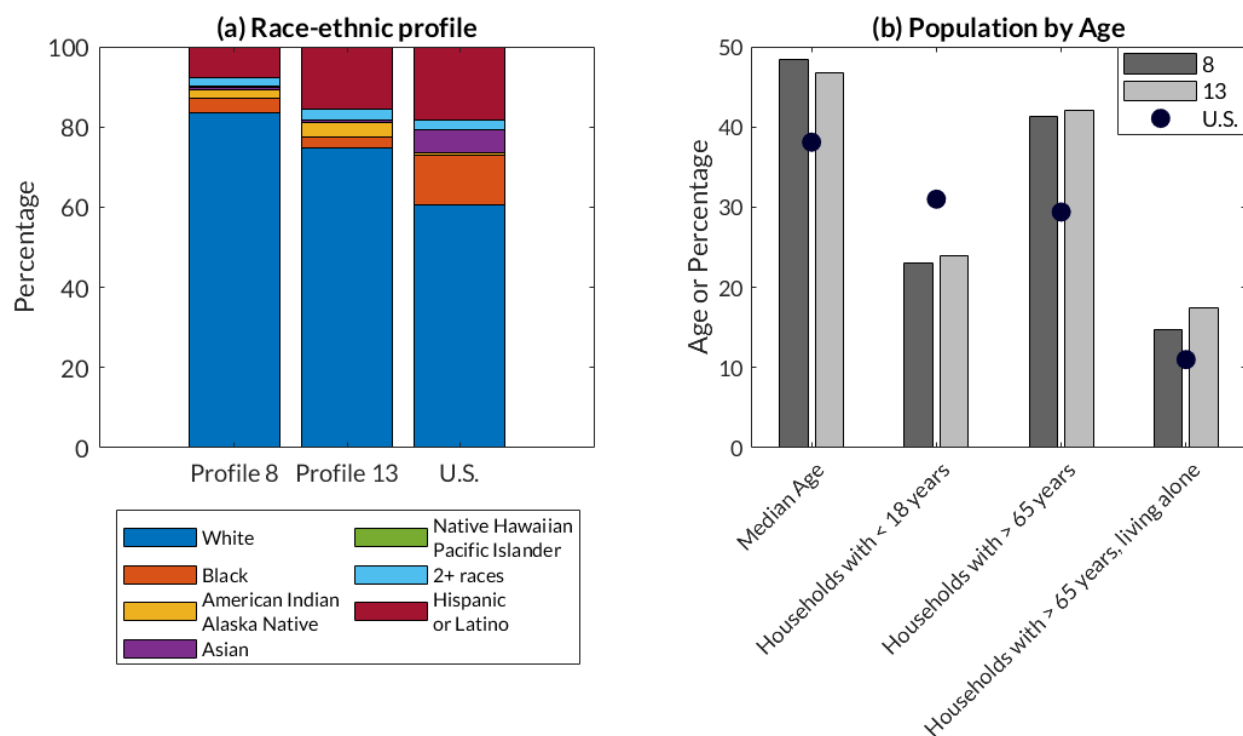 (a) Race-ethnic profile
Percentage
100
80
60
40
20
0
Profile 8
Profile 13
U.S.
White
Black
American Indian
Alaska Native
Asian
Native Hawaiian
Pacific Islander
2+ races
Hispanic
or Latino
(b) Population by Age
Age or Percentage
50
40
30
20
10
0
8
13
U.S.
Median Age
Households with < 18 years
Households with > 65 years
Households with > 65 years, living alone